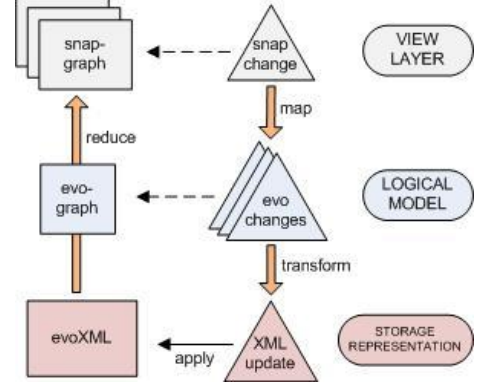 snap-
graph
snap
change
VIEW
LAYER
map
reduce
evo-
graph
evo
changes
LOGICAL
MODEL
transform
evoXML
apply
XML
update
STORAGE
REPRESENTATION